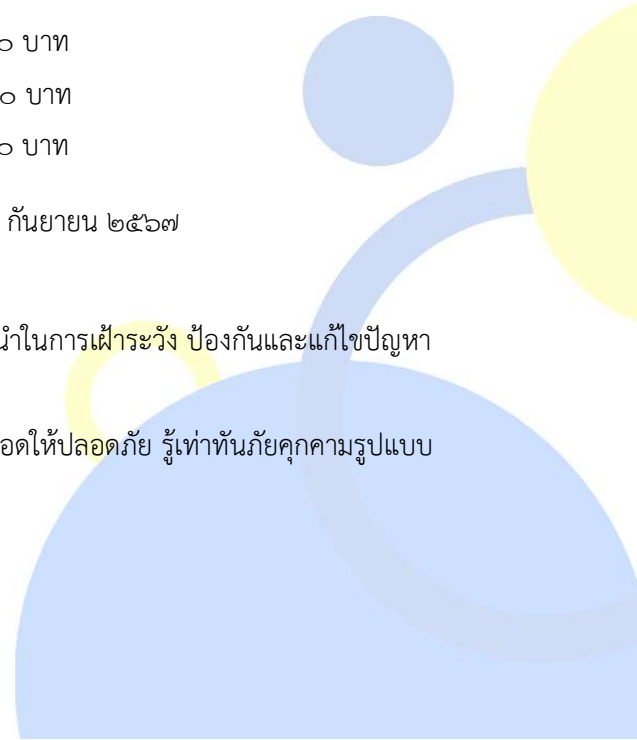 ๐ บาท
๐ บาท
๐ บาท
กันยายน ๒๕๖๗
นำในการเฝ้าระวัง ป้องกันและแก้ไขปัญหา
อดให้ปลอดภัย รู้เท่าทันภัยคุกคามรูปแบบ